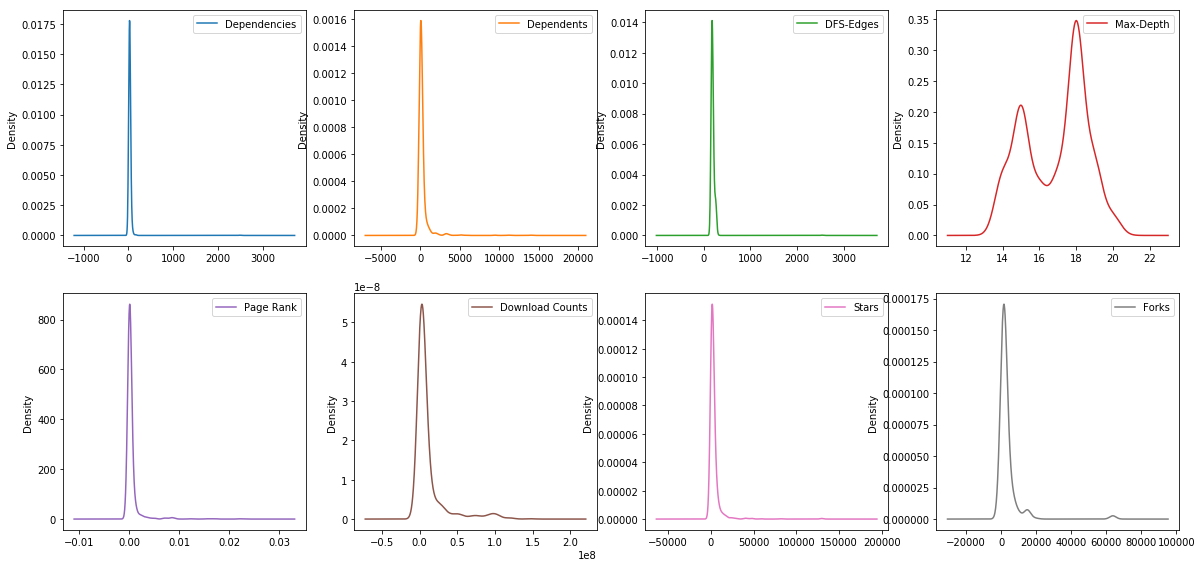 Dependencies
Density
0.0175
0.0150
0.0125
0.0100
0.0075
0.0050
0.0025
0.0000
−1000 0 1000 2000 3000
Dependents
Density
0.0016
0.0014
0.0012
0.0010
0.0008
0.0006
0.0004
0.0002
0.0000
−5000 0 5000 10000 15000 20000
DFS-Edges
Density
0.014
0.012
0.010
0.008
0.006
0.004
0.002
0.000
−1000 0 1000 2000 3000
Max-Depth
Density
0.35
0.30
0.25
0.20
0.15
0.10
0.05
0.00
12 14 16 18 20 22
Page Rank
Density
800
600
400
200
0
−0.01 0.00 0.01 0.02 0.03
1e−8
Download Counts
Density
5
4
3
2
1
0
−0.5 0.0 0.5 1.0 1.5 2.0
1e8
Stars
Density
0.00014
0.00012
0.00010
0.00008
0.00006
0.00004
0.00002
0.00000
−50000 0 50000 100000 150000 200000
Forks
Density
0.000175
0.000150
0.000125
0.000100
0.000075
0.000050
0.000025
0.000000
−20000 0 20000 40000 60000 80000 100000